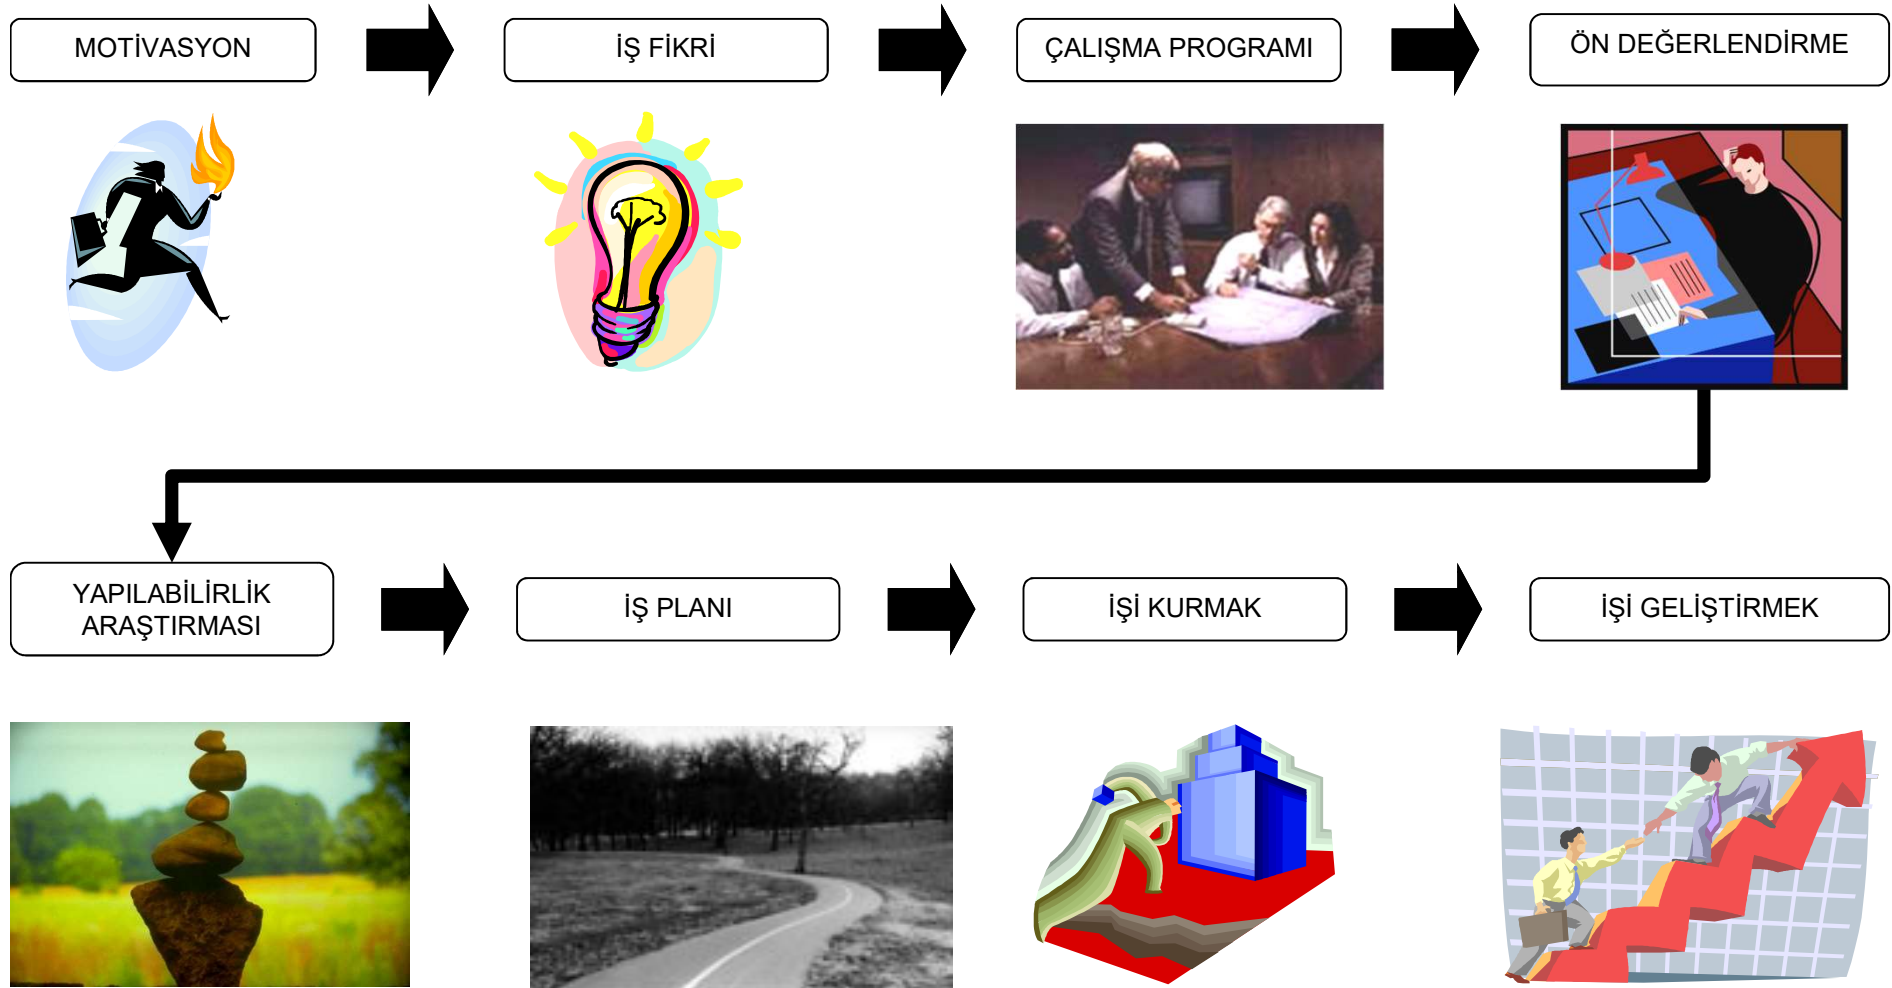 MOTİVASYON
İŞ FİKRİ
ÇALIŞMA PROGRAMI
ÖN DEĞERLENDİRME
YAPILABİLİRLİK
ARAŞTIRMASI
İŞ PLANI
İŞİ KURMAK
İŞİ GELİŞTİRMEK